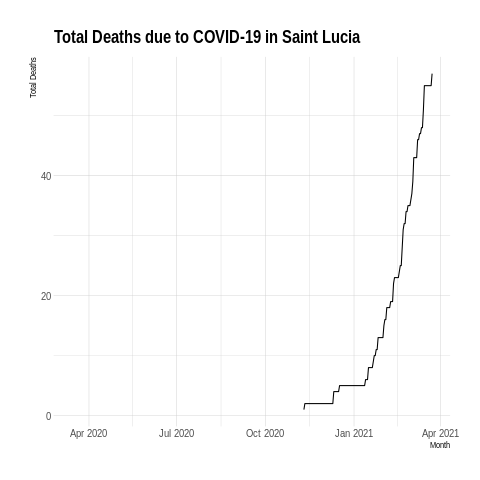 Total Deaths due to COVID-19 in Saint Lucia
Total Deaths
40
20
0
Apr 2020 Jul 2020 Oct 2020 Jan 2021 Apr 2021
Month